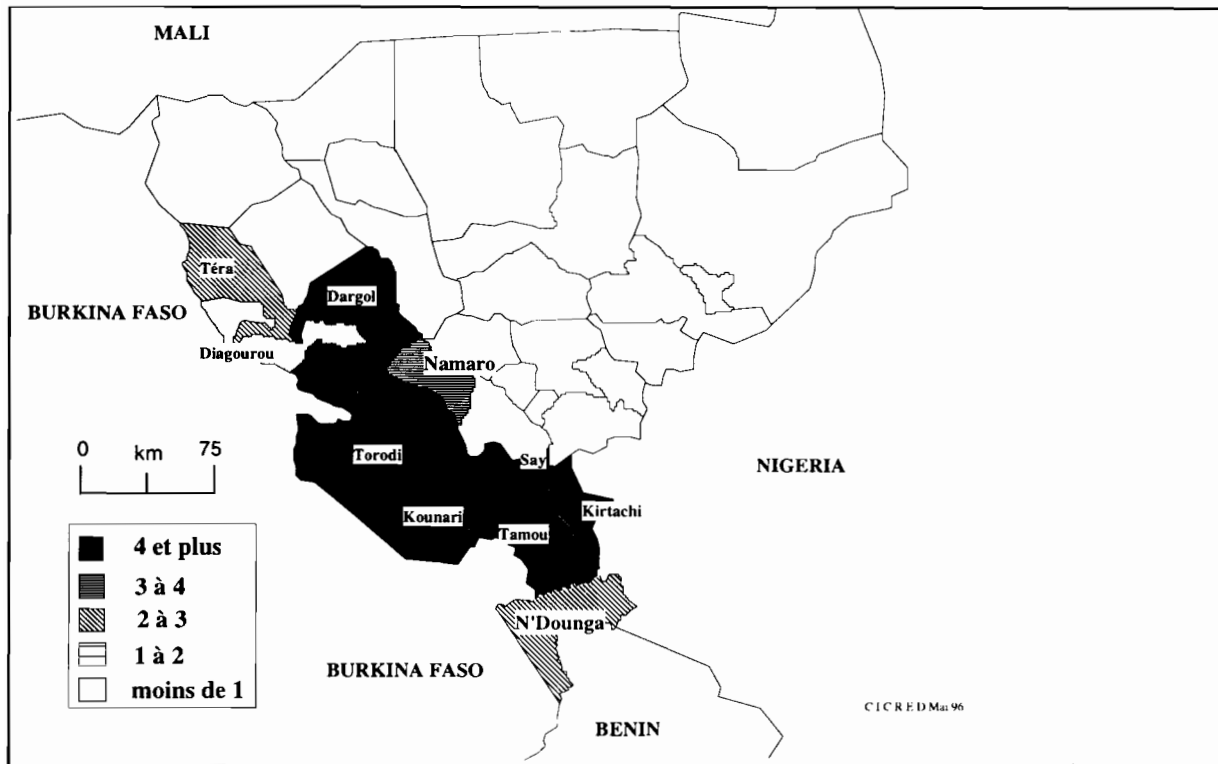 MALI
Téra
BURKINA FASO
Dargol
Diagourou
Namaro
0 km 75
Torodi
Say
NIGERIA
Kounari
Kirtachi
Tamou
4 et plus
3 à 4
2 à 3
1 à 2
moins de 1
N'Dounga
BURKINA FASO
CICRED Mai 96
BENIN